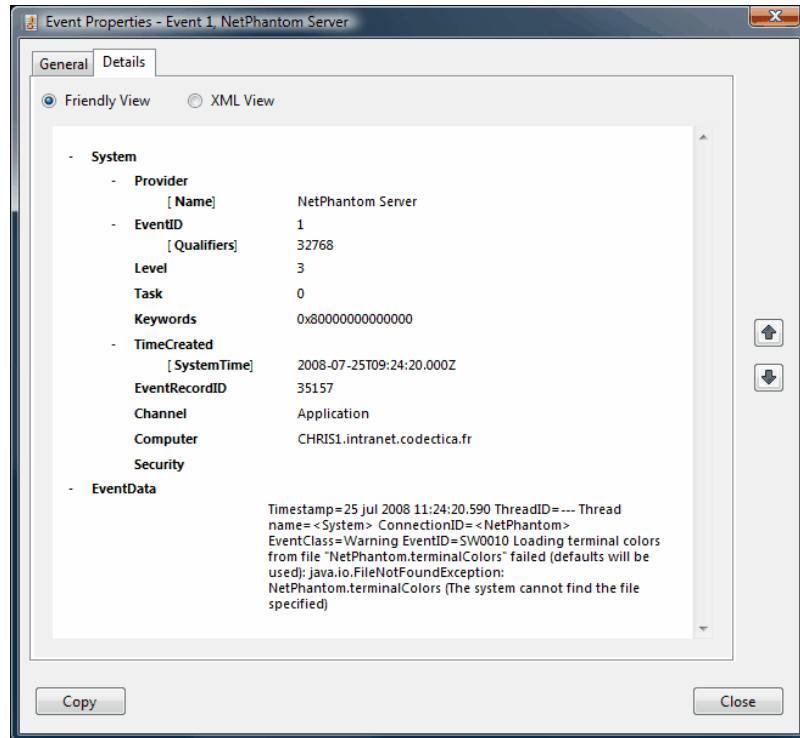 Event Properties - Event 1, NetPhantom Server
General Details
Friendly View XML View
- System
- Provider
[ Name] NetPhantom Server
- EventID 1
[ Qualifiers] 32768
Level 3
Task 0
Keywords 0x80000000000000
- TimeCreated
[ SystemTime] 2008-07-25T09:24:20.000Z
EventRecordID 35157
Channel Application
Computer CHRIS1.intranet.codectica.fr
Security
- EventData
Timestamp=25 jul 2008 11:24:20.590 ThreadID=--- Thread
name=<System> ConnectionID=<NetPhantom>
EventClass=Warning EventID=SW0010 Loading terminal colors
from file "NetPhantom.terminalColors" failed (defaults will be
used): java.io.FileNotFoundException:
NetPhantom.terminalColors (The system cannot find the file
specified)
Copy Close